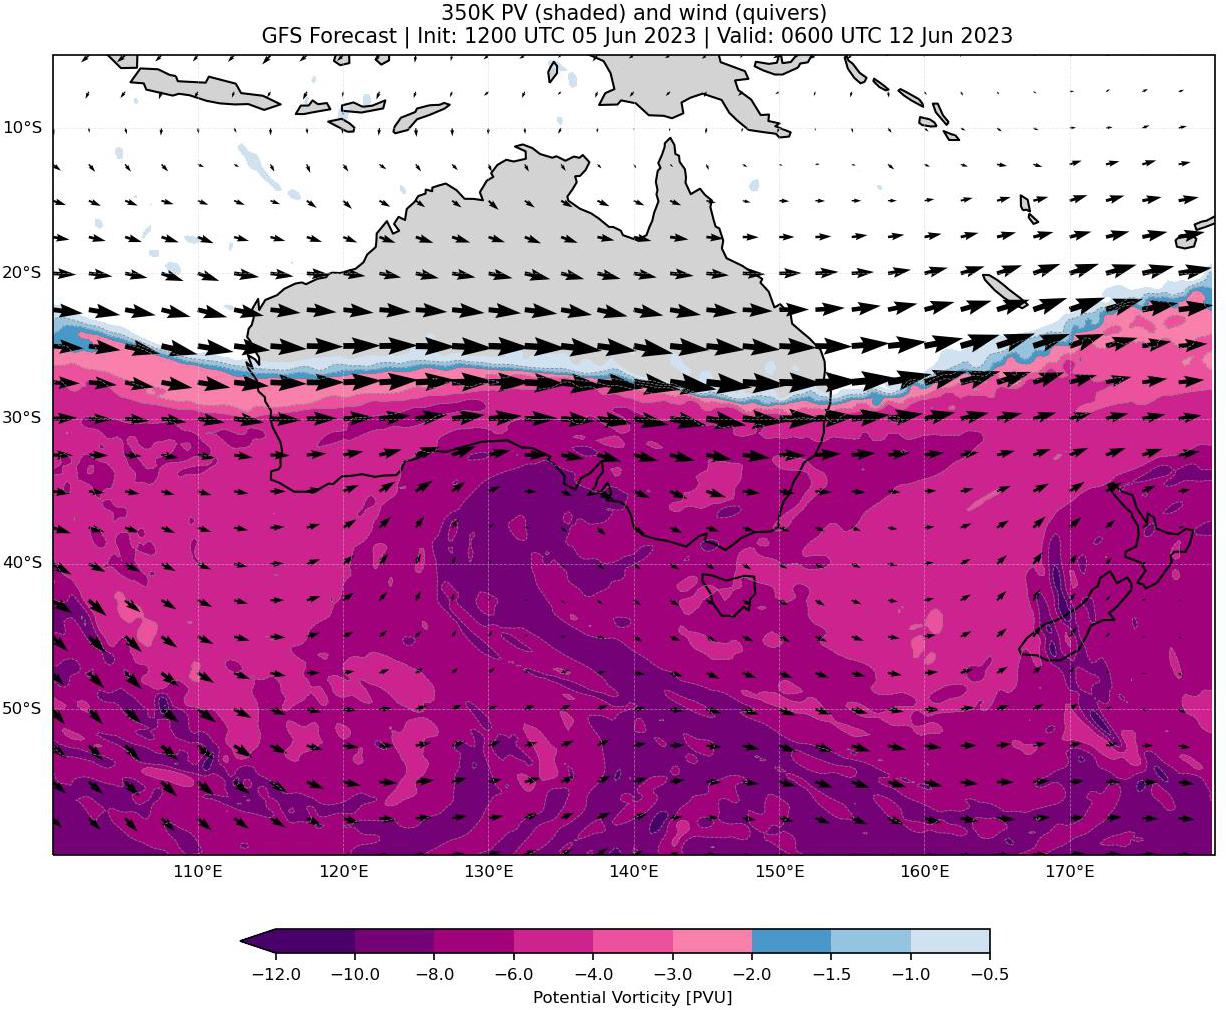 350K PV (shaded) and wind (quivers)
GFS Forecast | Init: 1200 UTC 05 Jun 2023 | Valid: 0600 UTC 12 Jun 2023
10°S
20°S
30°S
40°S
50°S
110°E 120°E 130°E 140°E 150°E 160°E 170°E
−12.0 −10.0 −8.0 −6.0 −4.0 −3.0 −2.0 −1.5 −1.0 −0.5
Potential Vorticity [PVU]